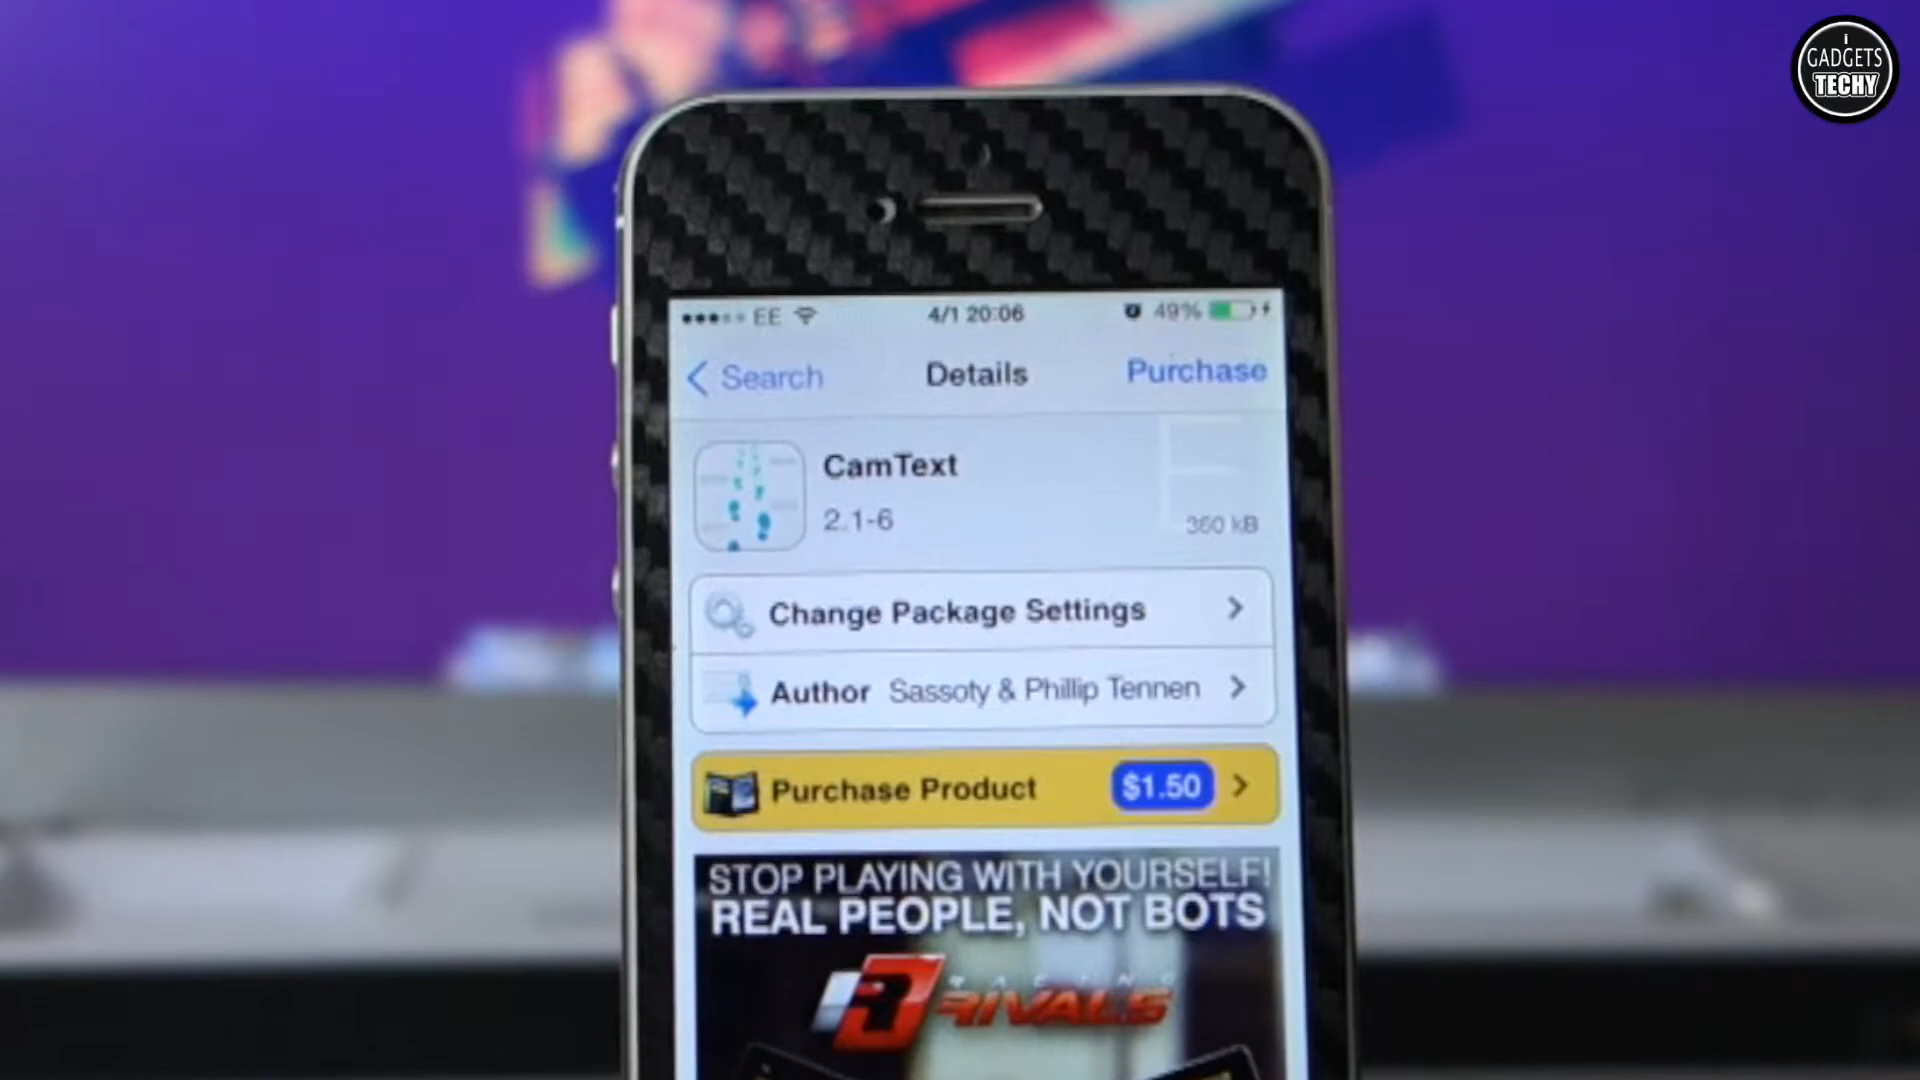 i
GADGETS
TECHY
EE 4/1 20:06 49%
Search Details Purchase
CamText
2.1-6
360 kB
Change Package Settings
Author Sassoty & Phillip Tennen
Purchase Product $1.50
STOP PLAYING WITH YOURSELF!
REAL PEOPLE, NOT BOTS
RACING
RIVALS